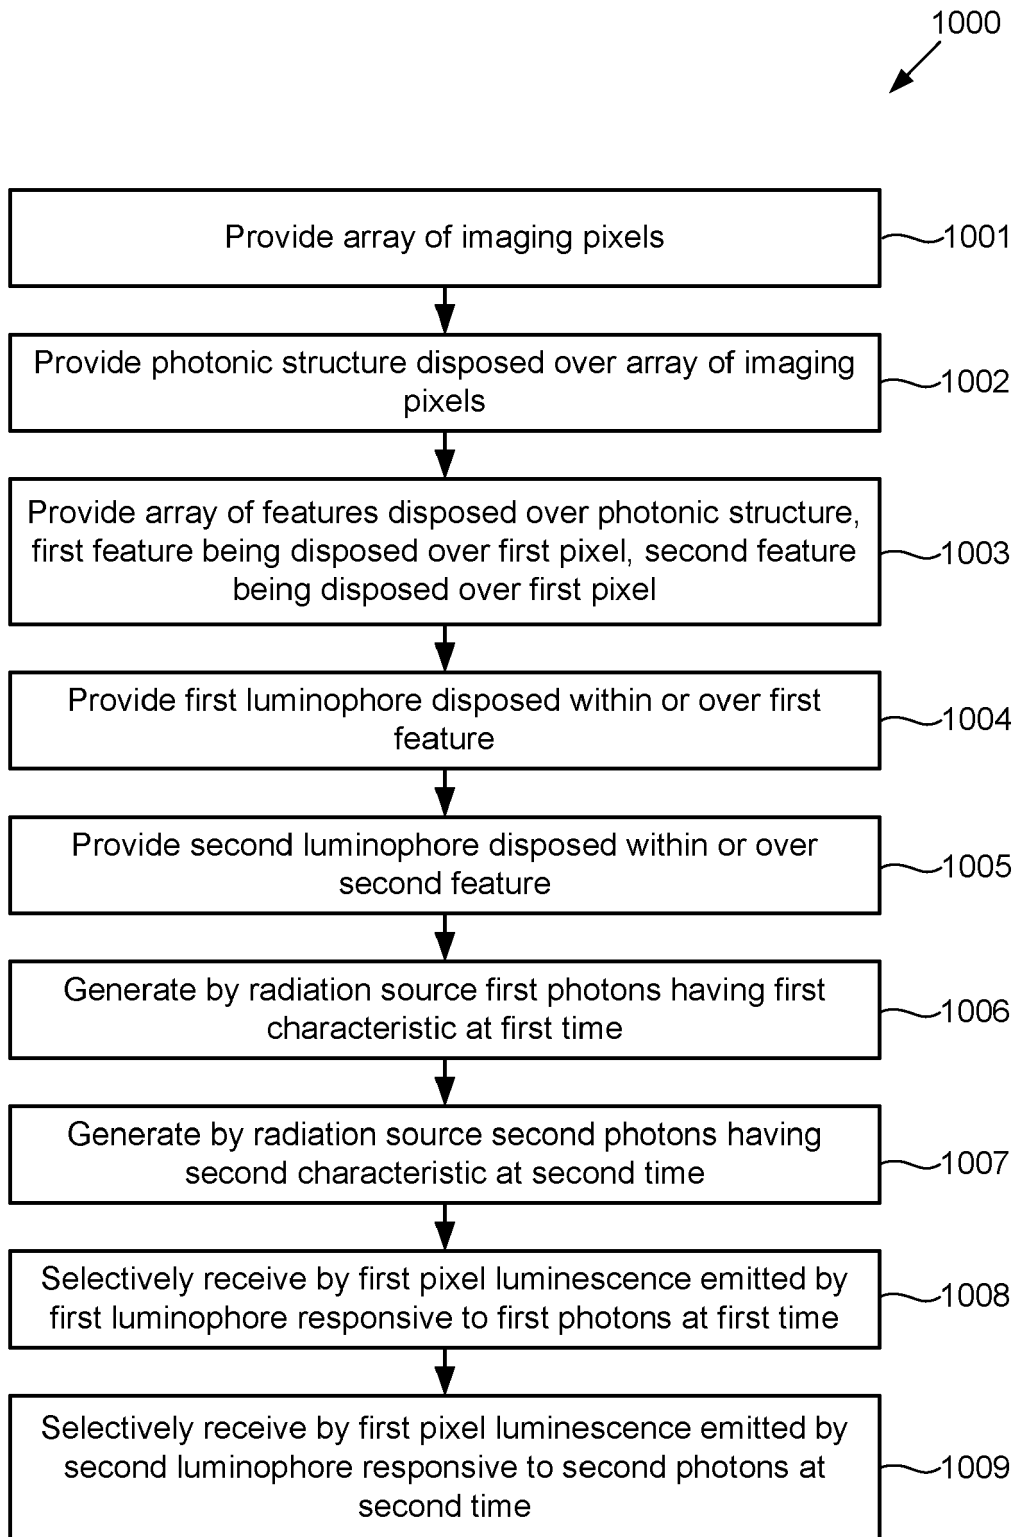 1000
Provide array of imaging pixels
1001
Provide photonic structure disposed over array of imaging
pixels
1002
Provide array of features disposed over photonic structure,
first feature being disposed over first pixel, second feature
being disposed over first pixel
1003
Provide first luminophore disposed within or over first
feature
1004
Provide second luminophore disposed within or over
second feature
1005
Generate by radiation source first photons having first
characteristic at first time
1006
Generate by radiation source second photons having
second characteristic at second time
1007
Selectively receive by first pixel luminescence emitted by
first luminophore responsive to first photons at first time
1008
Selectively receive by first pixel luminescence emitted by
second luminophore responsive to second photons at
second time
1009